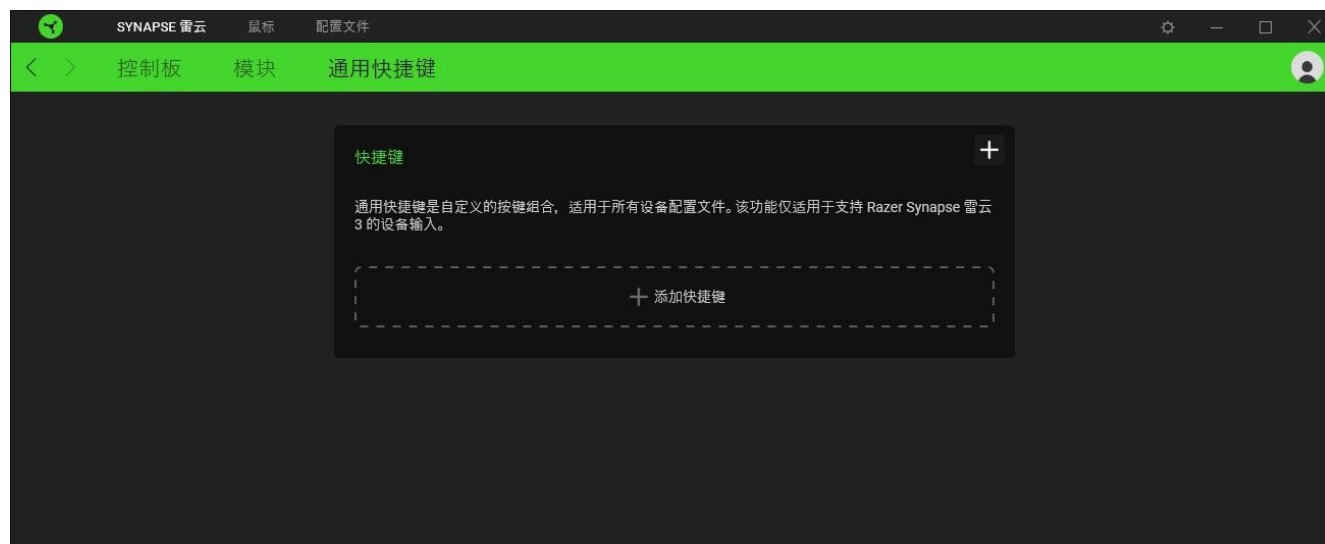 SYNAPSE 雷云 鼠标 配置文件
控制板 模块 通用快捷键
快捷键
通用快捷键是自定义的按键组合，适用于所有设备配置文件。该功能仅适用于支持 Razer Synapse 雷云
3 的设备输入。
添加快捷键